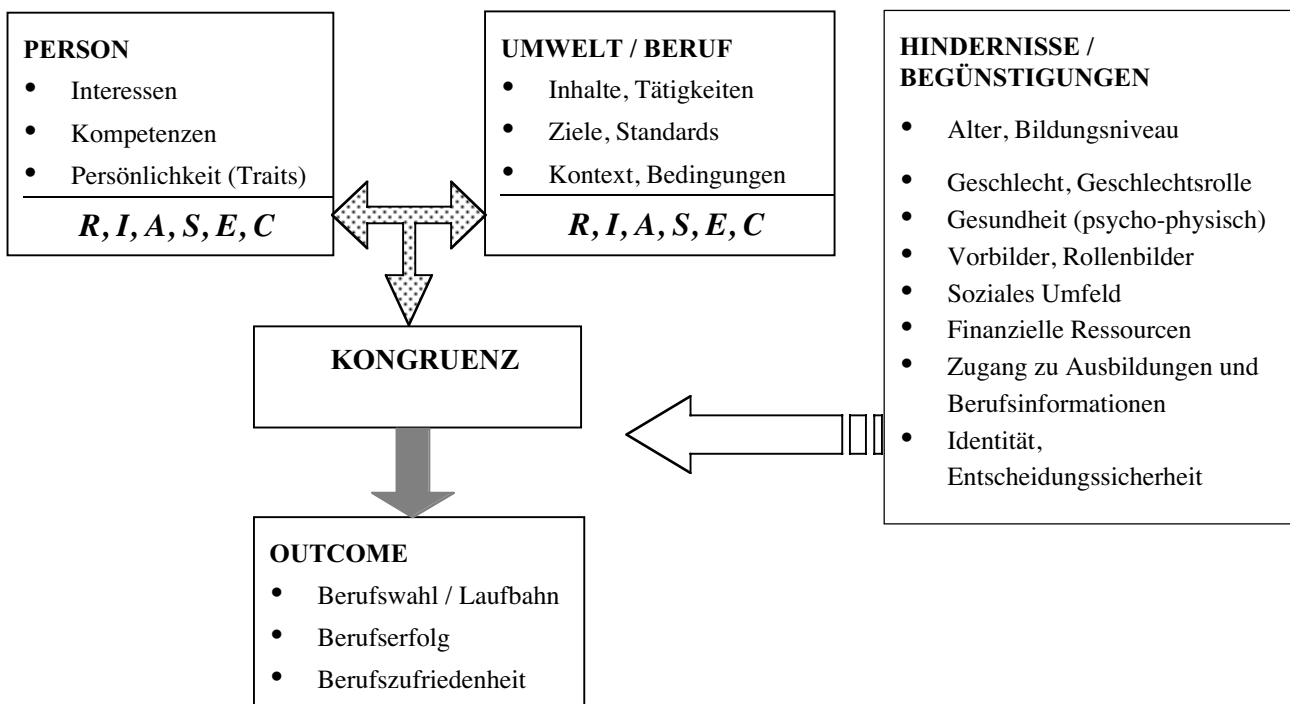 PERSON
• Interessen
• Kompetenzen
• Persönlichkeit (Traits)
R, I, A, S, E, C
UMWELT / BERUF
• Inhalte, Tätigkeiten
• Ziele, Standards
• Kontext, Bedingungen
R, I, A, S, E, C
HINDERNISSE /
BEGÜNSTIGUNGEN
• Alter, Bildungsniveau
• Geschlecht, Geschlechtsrolle
• Gesundheit (psycho-physisch)
• Vorbilder, Rollenbilder
• Soziales Umfeld
• Finanzielle Ressourcen
• Zugang zu Ausbildungen und
Berufsinformationen
• Identität,
Entscheidungssicherheit
KONGRUENZ
OUTCOME
• Berufswahl / Laufbahn
• Berufserfolg
• Berufszufriedenheit